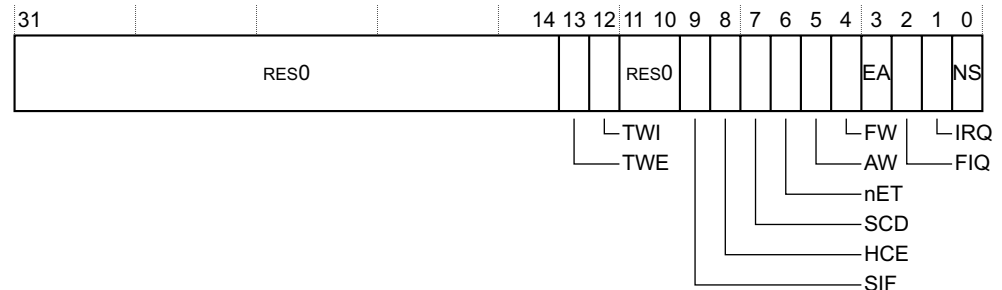 31 14 13 12 11 10 9 8 7 6 5 4 3 2 1 0
RES0 RES0 EA NS
TWI FW IRQ
TWE AW FIQ
nET
SCD
HCE
SIF